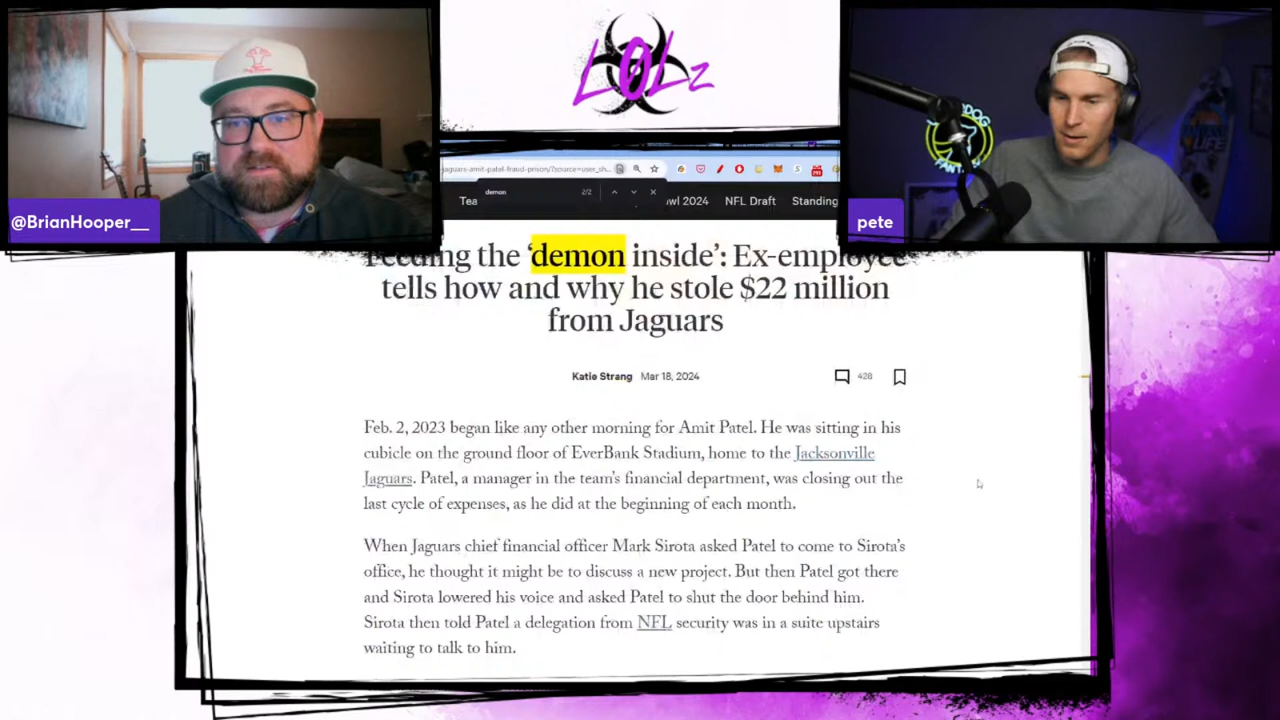 LOLz
@BrianHooper__
pete
jaguars-amit-patel-fraud-prison/?source=user_sh...
demon
2/2
Tea
wl 2024
NFL Draft
Standing
Feeding the ‘demon inside’: Ex-employee
tells how and why he stole $22 million
from Jaguars
Katie Strang Mar 18, 2024
428
Feb. 2, 2023 began like any other morning for Amit Patel. He was sitting in his
cubicle on the ground floor of EverBank Stadium, home to the Jacksonville
Jaguars. Patel, a manager in the team’s financial department, was closing out the
last cycle of expenses, as he did at the beginning of each month.
When Jaguars chief financial officer Mark Sirota asked Patel to come to Sirota’s
office, he thought it might be to discuss a new project. But then Patel got there
and Sirota lowered his voice and asked Patel to shut the door behind him.
Sirota then told Patel a delegation from NFL security was in a suite upstairs
waiting to talk to him.